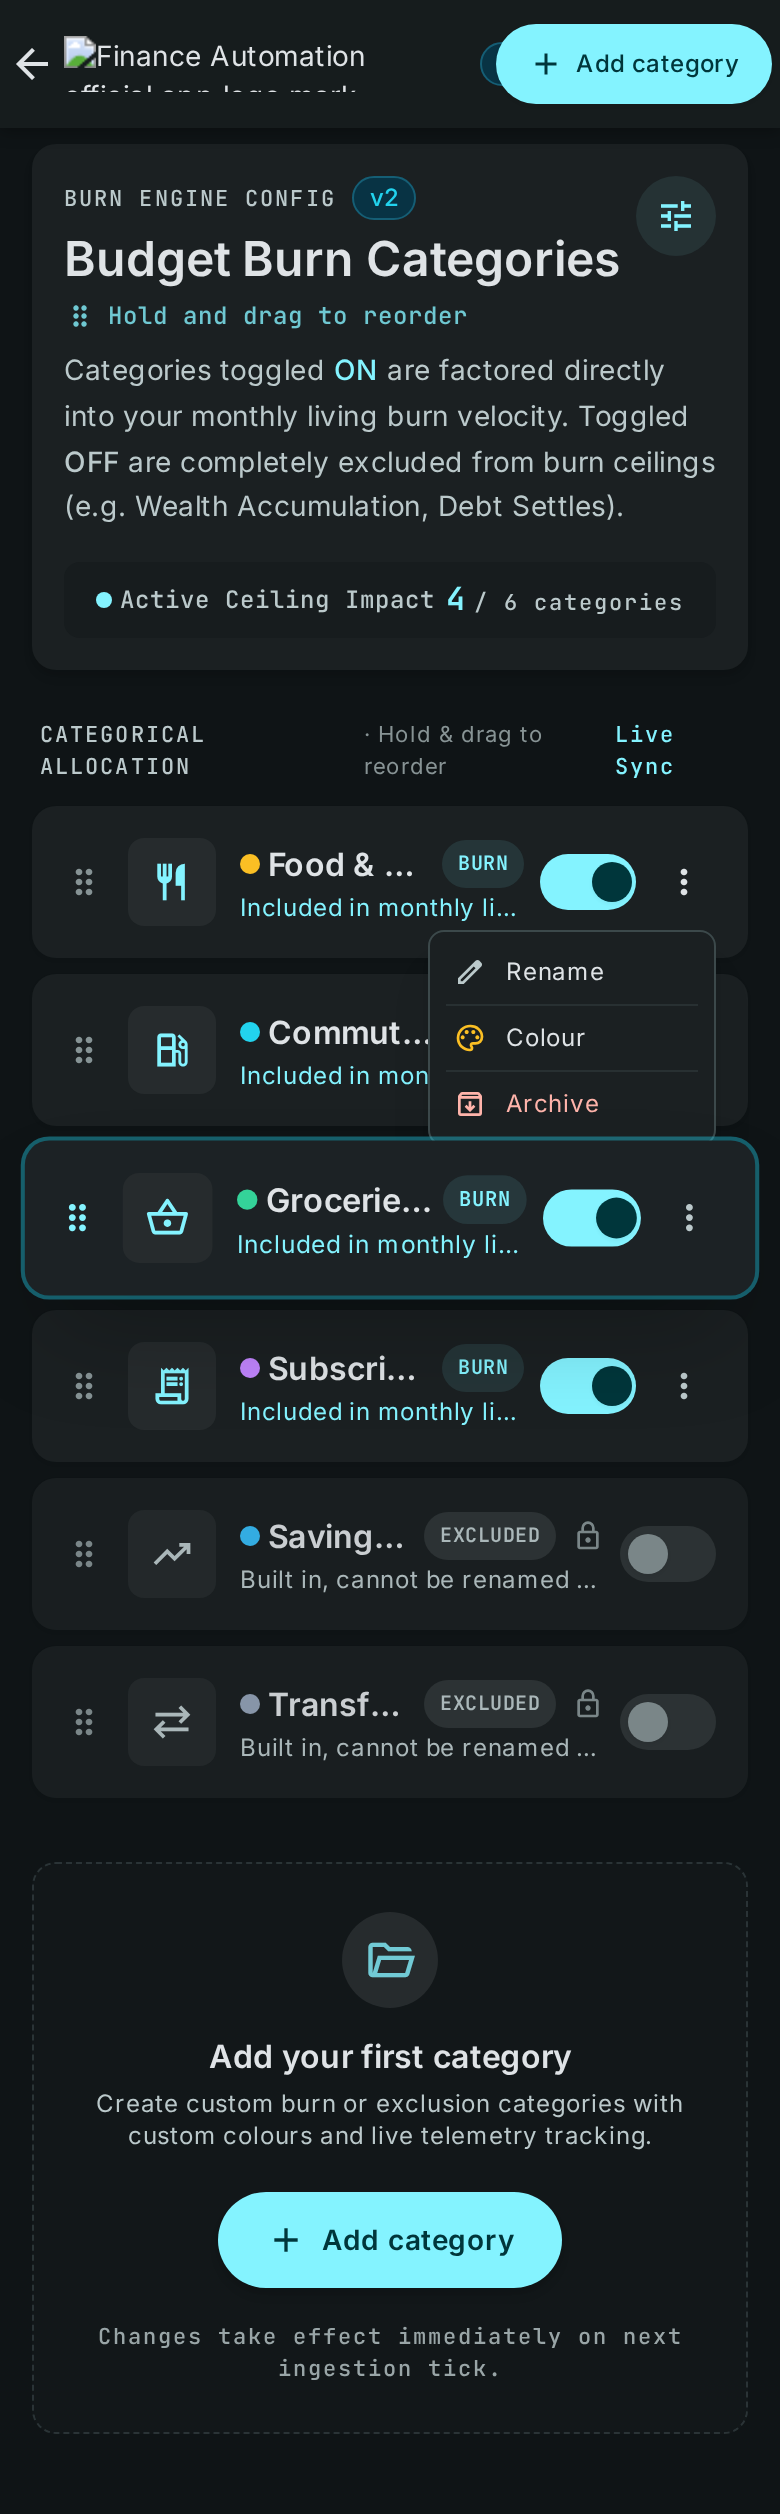 Finance Automation
Add category
BURN ENGINE CONFIG v2
Budget Burn Categories
Hold and drag to reorder
Categories toggled ON are factored directly
into your monthly living burn velocity. Toggled
OFF are completely excluded from burn ceilings
(e.g. Wealth Accumulation, Debt Settles).
Active Ceiling Impact 4 / 6 categories
CATEGORICAL
ALLOCATION
· Hold & drag to
reorder
Live
Sync
Food & ... BURN
Included in monthly li...
Rename
Commut...
Colour
Included in mon
Archive
Grocerie... BURN
Included in monthly li...
Subscri... BURN
Included in monthly li...
Saving... EXCLUDED
Built in, cannot be renamed ...
Transf... EXCLUDED
Built in, cannot be renamed ...
Add your first category
Create custom burn or exclusion categories with
custom colours and live telemetry tracking.
Add category
Changes take effect immediately on next
ingestion tick.